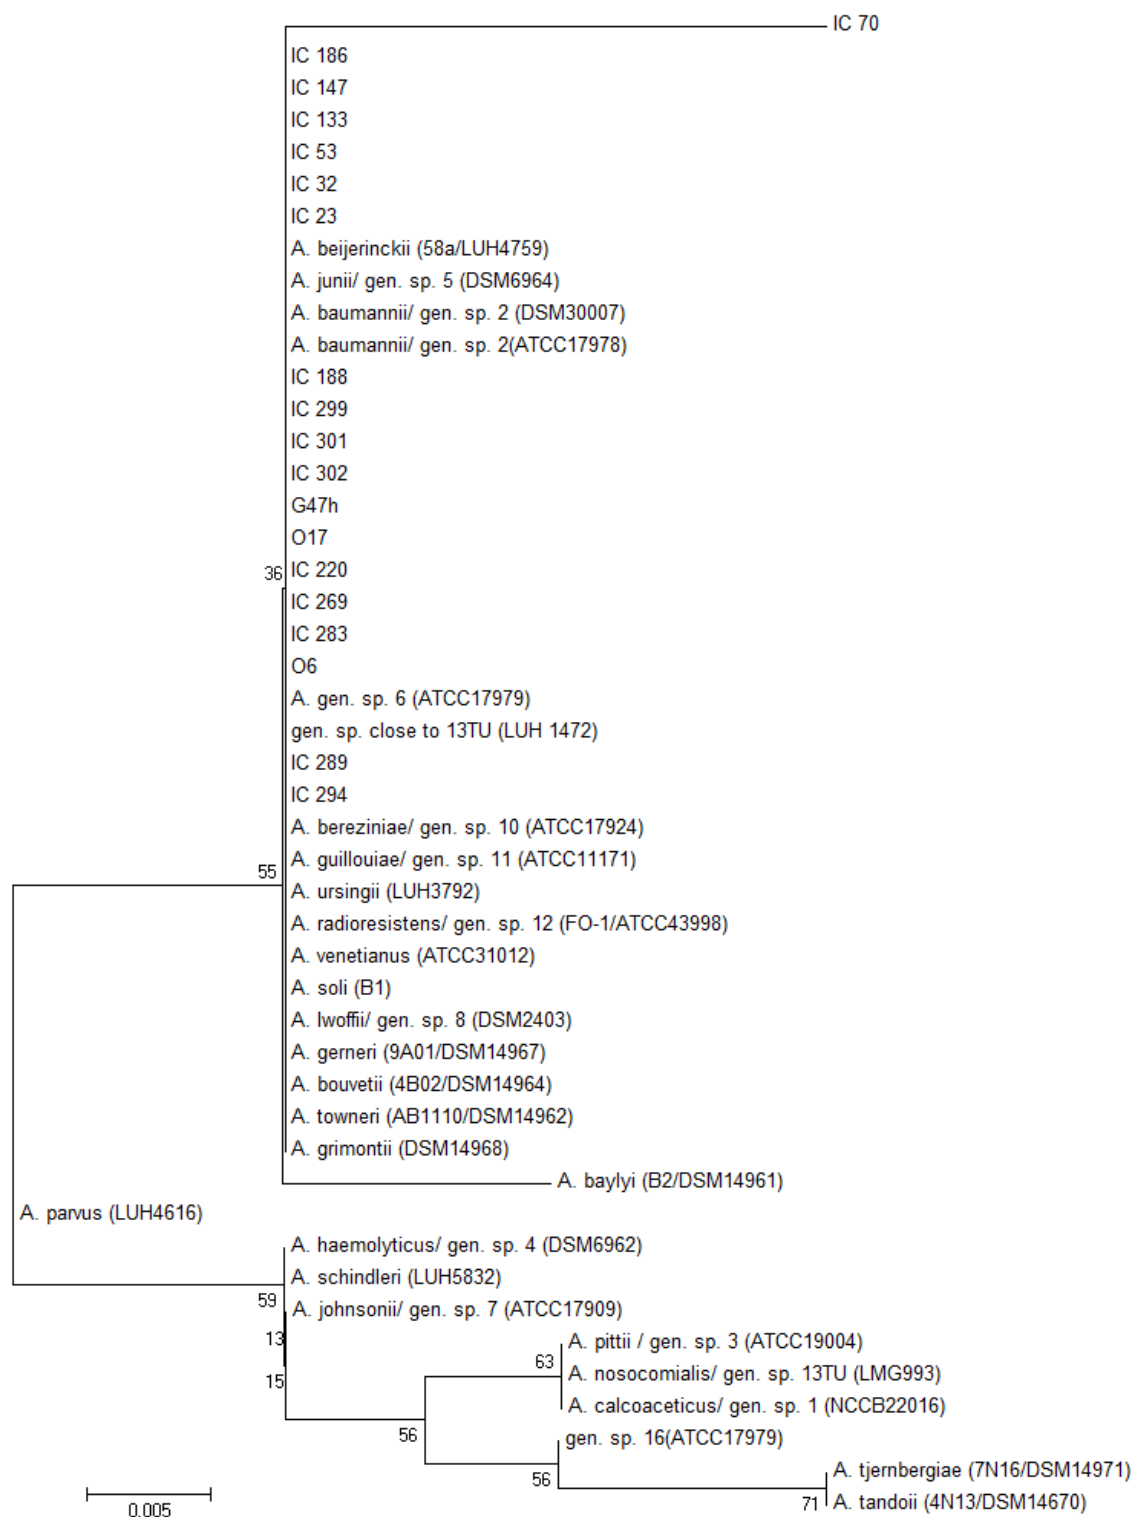 IC 70
IC 186
IC 147
IC 133
IC 53
IC 32
IC 23
A. beijerinckii (58a/LUH4759)
A. junii/ gen. sp. 5 (DSM6964)
A. baumannii/ gen. sp. 2 (DSM30007)
A. baumannii/ gen. sp. 2(ATCC17978)
IC 188
IC 299
IC 301
IC 302
G47h
O17
36 IC 220
IC 269
IC 283
O6
A. gen. sp. 6 (ATCC17979)
gen. sp. close to 13TU (LUH 1472)
IC 289
IC 294
A. bereziniae/ gen. sp. 10 (ATCC17924)
A. guillouiae/ gen. sp. 11 (ATCC11171)
55
A. ursingii (LUH3792)
A. radioresistens/ gen. sp. 12 (FO-1/ATCC43998)
A. venetianus (ATCC31012)
A. soli (B1)
A. lwoffii/ gen. sp. 8 (DSM2403)
A. gerneri (9A01/DSM14967)
A. bouvetii (4B02/DSM14964)
A. towneri (AB1110/DSM14962)
A. grimontii (DSM14968)
A. baylyi (B2/DSM14961)
A. parvus (LUH4616)
A. haemolyticus/ gen. sp. 4 (DSM6962)
A. schindleri (LUH5832)
59
A. johnsonii/ gen. sp. 7 (ATCC17909)
13
A. pittii / gen. sp. 3 (ATCC19004)
63
A. nosocomialis/ gen. sp. 13TU (LMG993)
15
A. calcoaceticus/ gen. sp. 1 (NCCB22016)
56
gen. sp. 16(ATCC17979)
A. tjernbergiae (7N16/DSM14971)
56
71 A. tandoii (4N13/DSM14670)
0.005